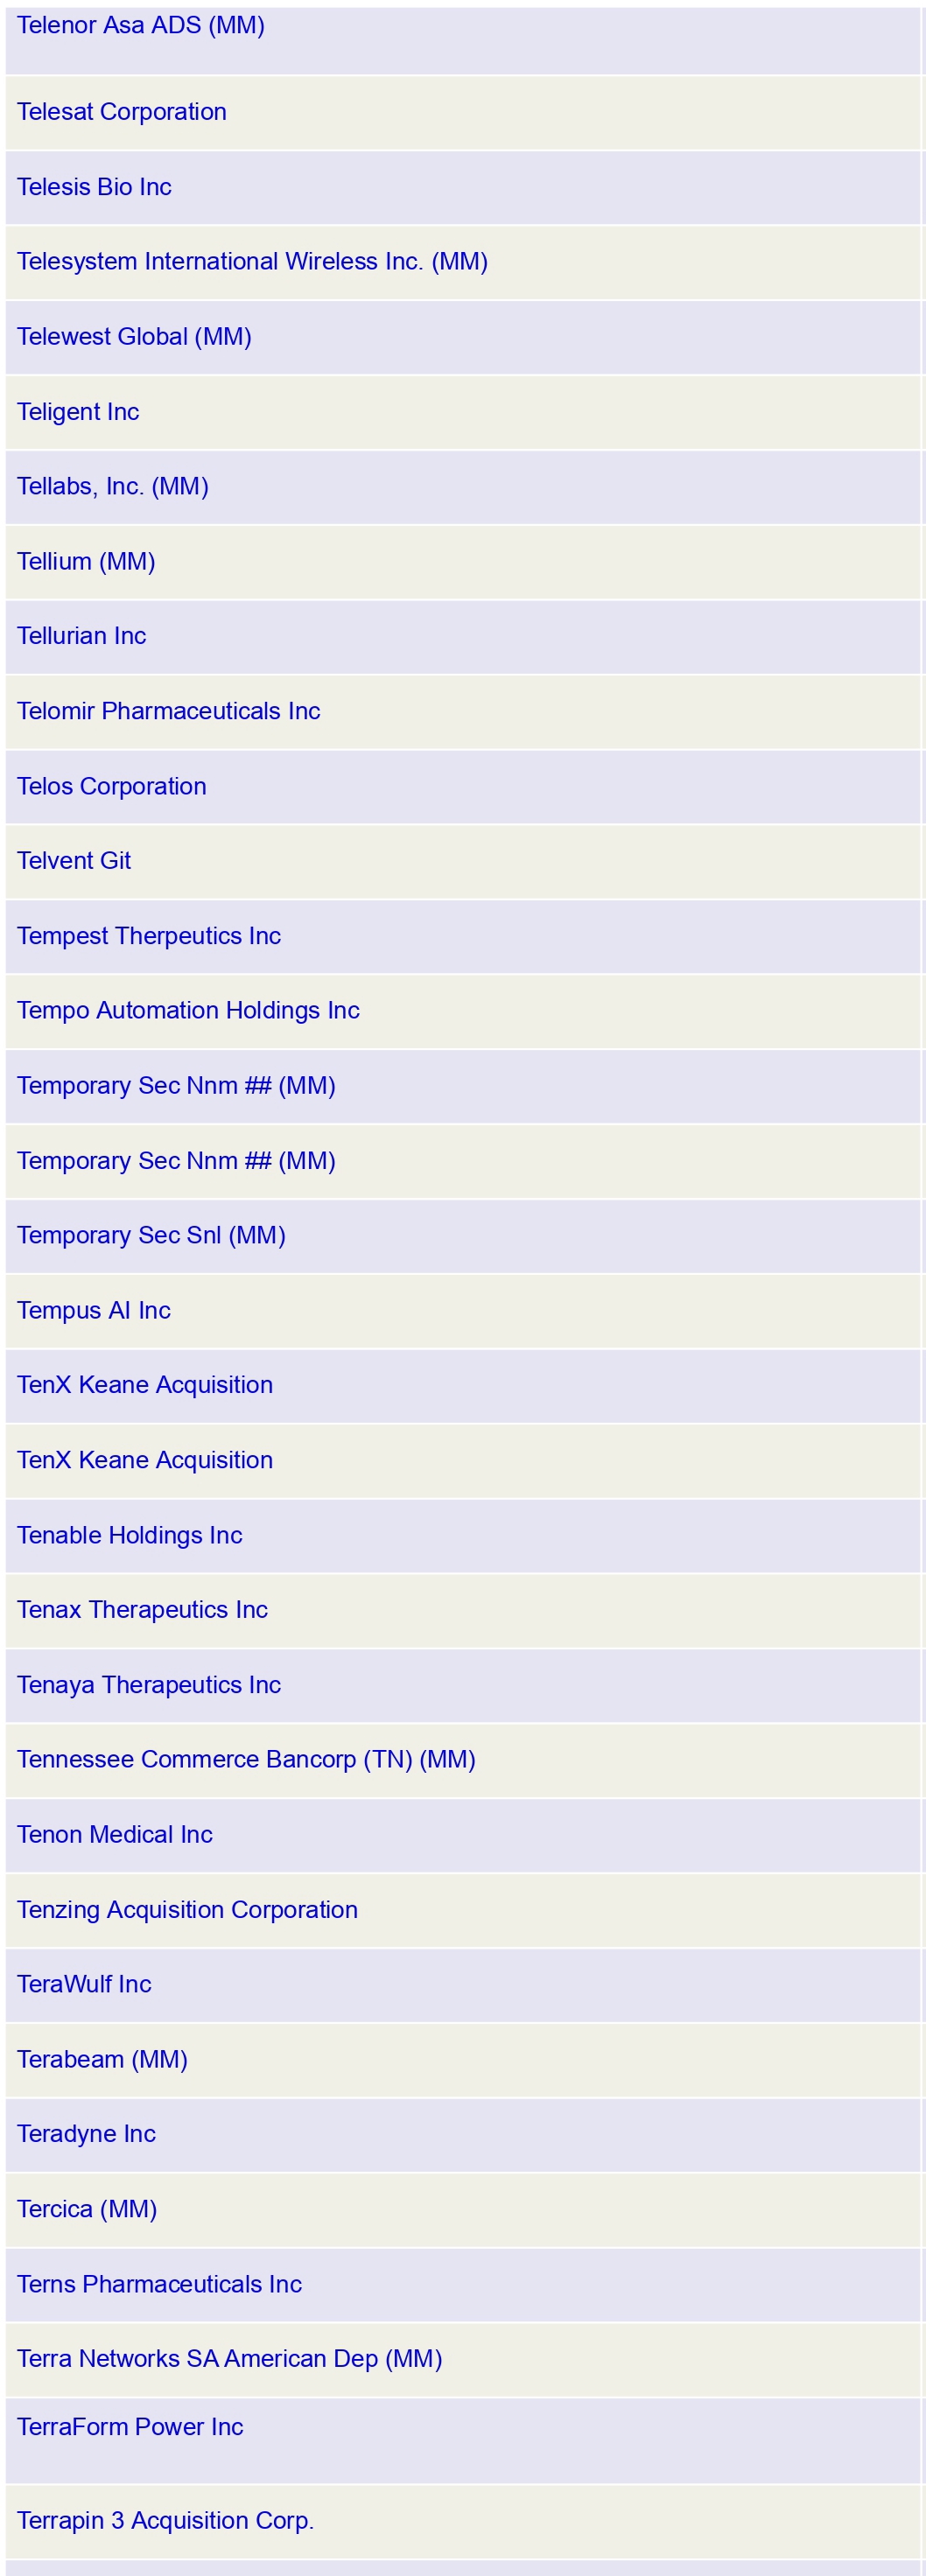 Telenor Asa ADS (MM)
Telesat Corporation
Telesis Bio Inc
Telesystem International Wireless Inc. (MM)
Telewest Global (MM)
Teligent Inc
Tellabs, Inc. (MM)
Tellium (MM)
Tellurian Inc
Telomir Pharmaceuticals Inc
Telos Corporation
Telvent Git
Tempest Therpeutics Inc
Tempo Automation Holdings Inc
Temporary Sec Nnm ## (MM)
Temporary Sec Nnm ## (MM)
Temporary Sec Snl (MM)
Tempus AI Inc
TenX Keane Acquisition
TenX Keane Acquisition
Tenable Holdings Inc
Tenax Therapeutics Inc
Tenaya Therapeutics Inc
Tennessee Commerce Bancorp (TN) (MM)
Tenon Medical Inc
Tenzing Acquisition Corporation
TeraWulf Inc
Terabeam (MM)
Teradyne Inc
Tercica (MM)
Terns Pharmaceuticals Inc
Terra Networks SA American Dep (MM)
TerraForm Power Inc
Terrapin 3 Acquisition Corp.